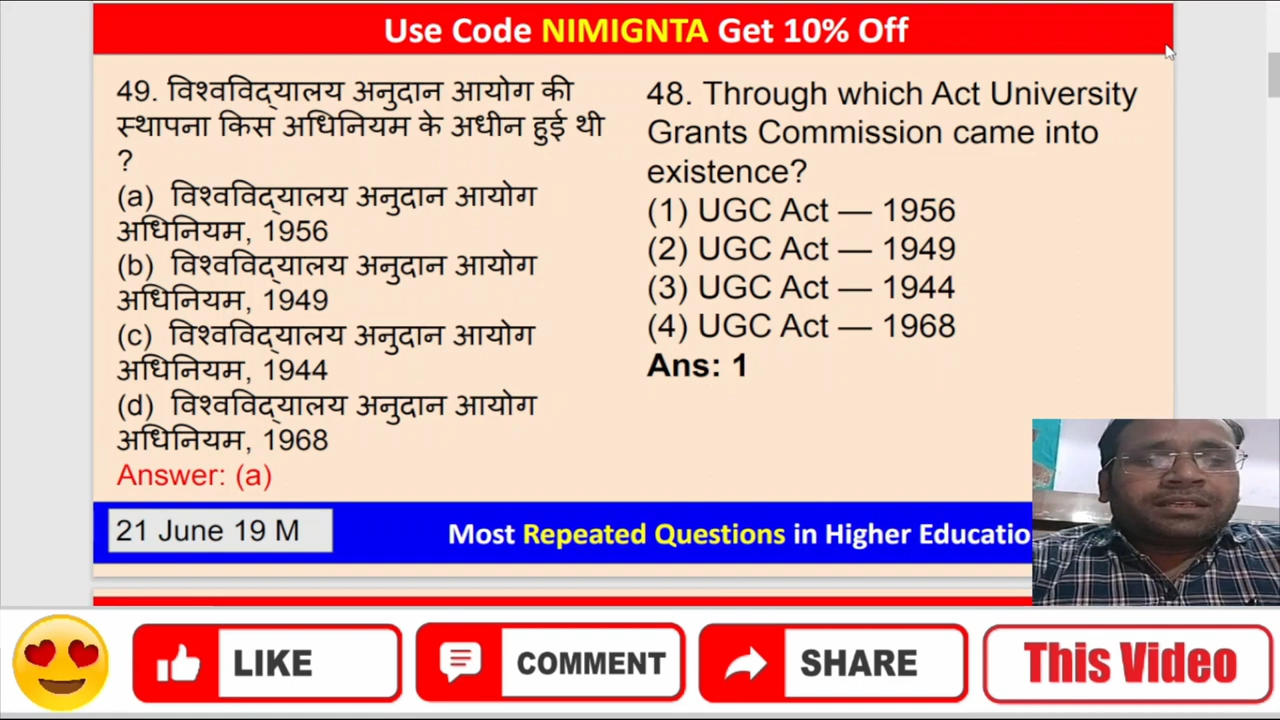 Use Code NIMIGNTA Get 10% Off
49. विश्वविद्यालय अनुदान आयोग की
स्थापना किस अधिनियम के अधीन हुई थी
?
(a) विश्वविद्यालय अनुदान आयोग
अधिनियम, 1956
(b) विश्वविद्यालय अनुदान आयोग
अधिनियम, 1949
(c) विश्वविद्यालय अनुदान आयोग
अधिनियम, 1944
(d) विश्वविद्यालय अनुदान आयोग
अधिनियम, 1968
Answer: (a)
48. Through which Act University
Grants Commission came into
existence?
(1) UGC Act — 1956
(2) UGC Act — 1949
(3) UGC Act — 1944
(4) UGC Act — 1968
Ans: 1
21 June 19 M
Most Repeated Questions in Higher Educatio
LIKE
COMMENT
SHARE
This Video